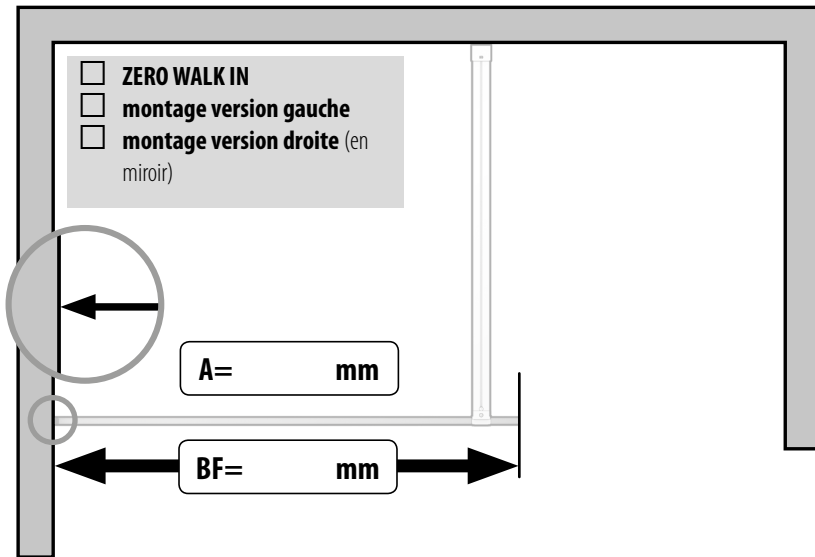 ☐ ZERO WALK IN
☐ montage version gauche
☐ montage version droite (en
miroir)
A= mm
BF= mm